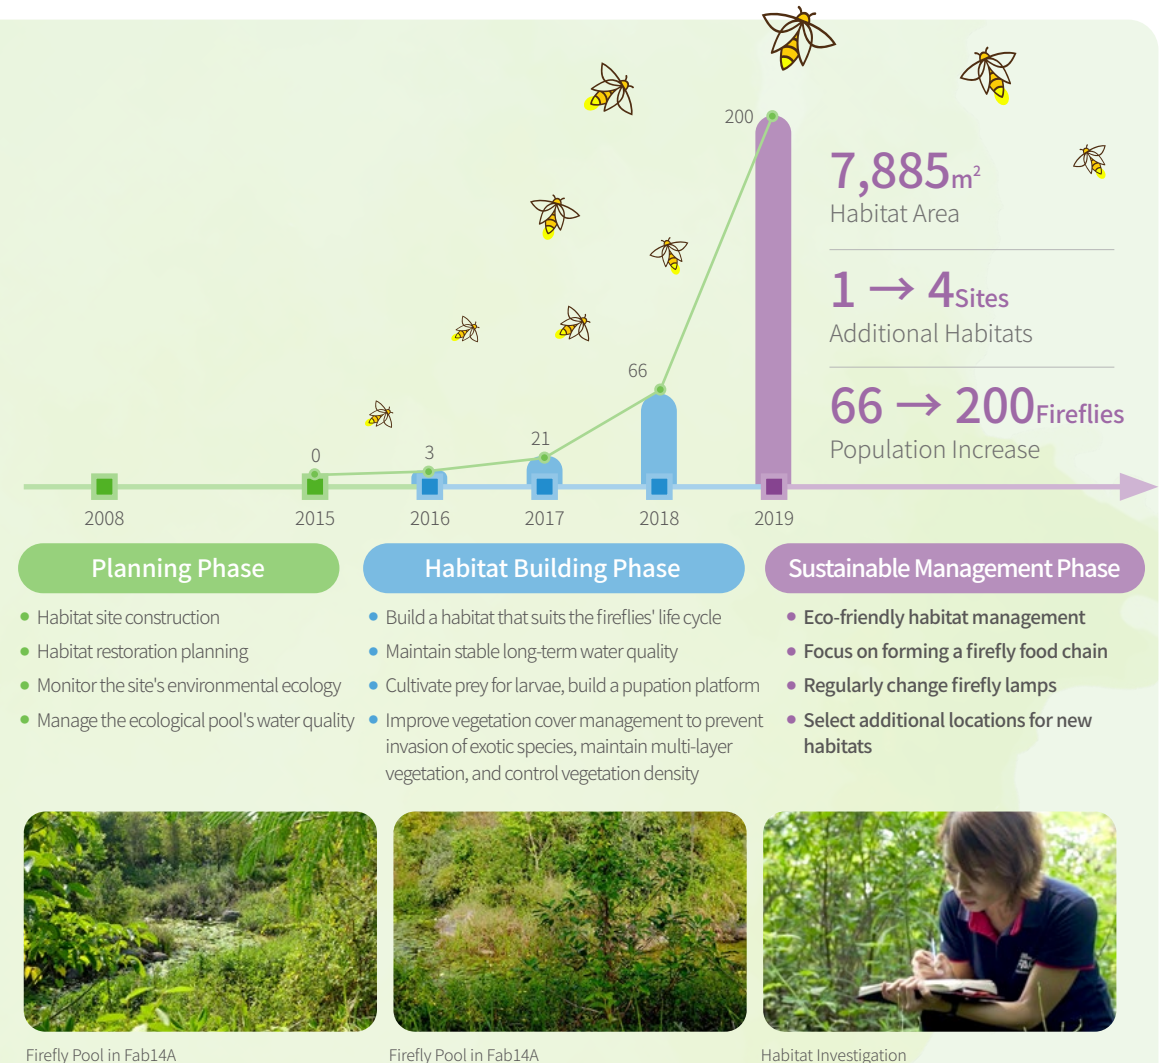 200
7,885m²
Habitat Area
1 → 4Sites
Additional Habitats
66
66 → 200Fireflies
Population Increase
0
3
21
2008
2015
2016
2017
2018
2019
Planning Phase
• Habitat site construction
• Habitat restoration planning
• Monitor the site's environmental ecology
• Manage the ecological pool's water quality
Habitat Building Phase
• Build a habitat that suits the fireflies' life cycle
• Maintain stable long-term water quality
• Cultivate prey for larvae, build a pupation platform
• Improve vegetation cover management to prevent
invasion of exotic species, maintain multi-layer
vegetation, and control vegetation density
Sustainable Management Phase
• Eco-friendly habitat management
• Focus on forming a firefly food chain
• Regularly change firefly lamps
• Select additional locations for new
habitats
Firefly Pool in Fab14A
Firefly Pool in Fab14A
Habitat Investigation